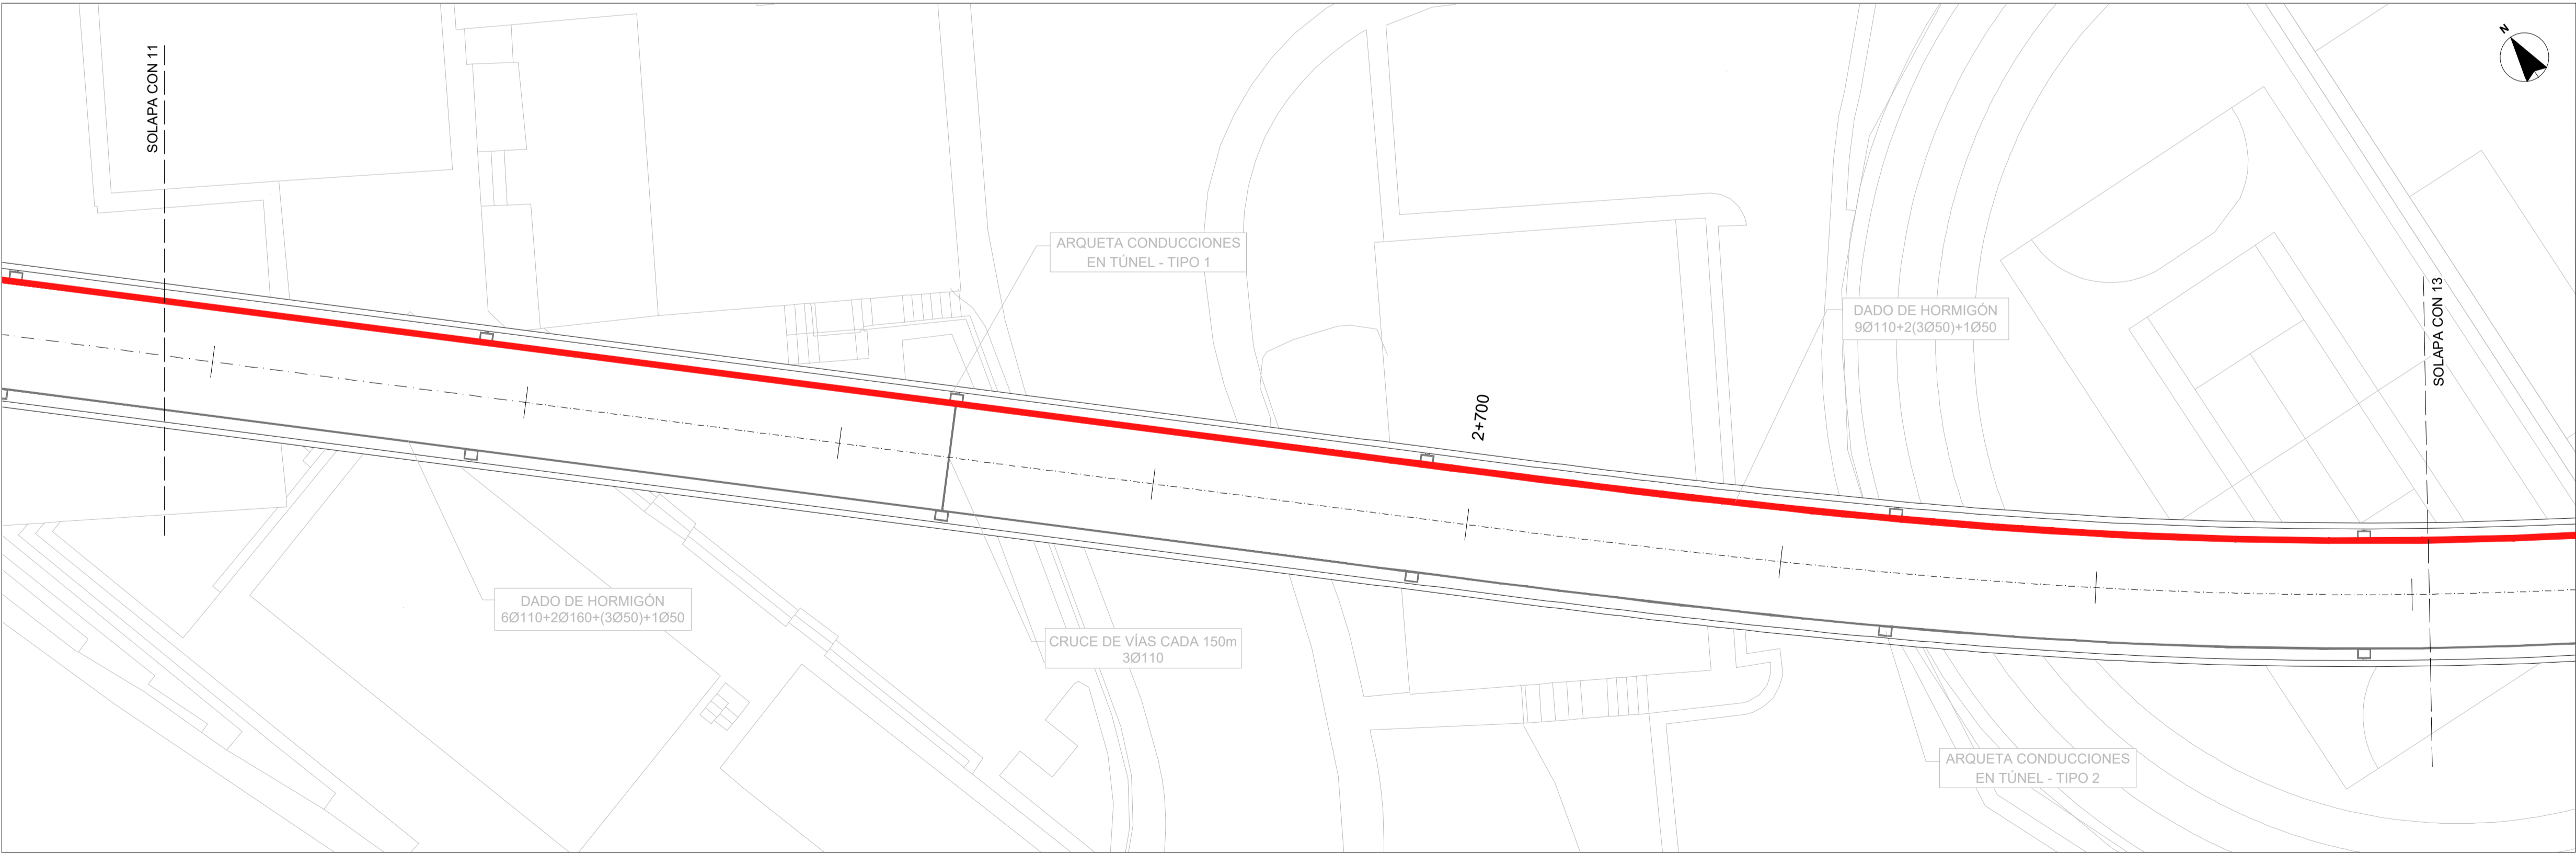 SOLAPA CON 11
N
ARQUETA CONDUCCIONES
EN TÚNEL - TIPO 1
DADO DE HORMIGÓN
9Ø110+2(3Ø50)+1Ø50
SOLAPA CON 13
2+700
DADO DE HORMIGÓN
6Ø110+2Ø160+(3Ø50)+1Ø50
CRUCE DE VÍAS CADA 150m
3Ø110
ARQUETA CONDUCCIONES
EN TÚNEL - TIPO 2